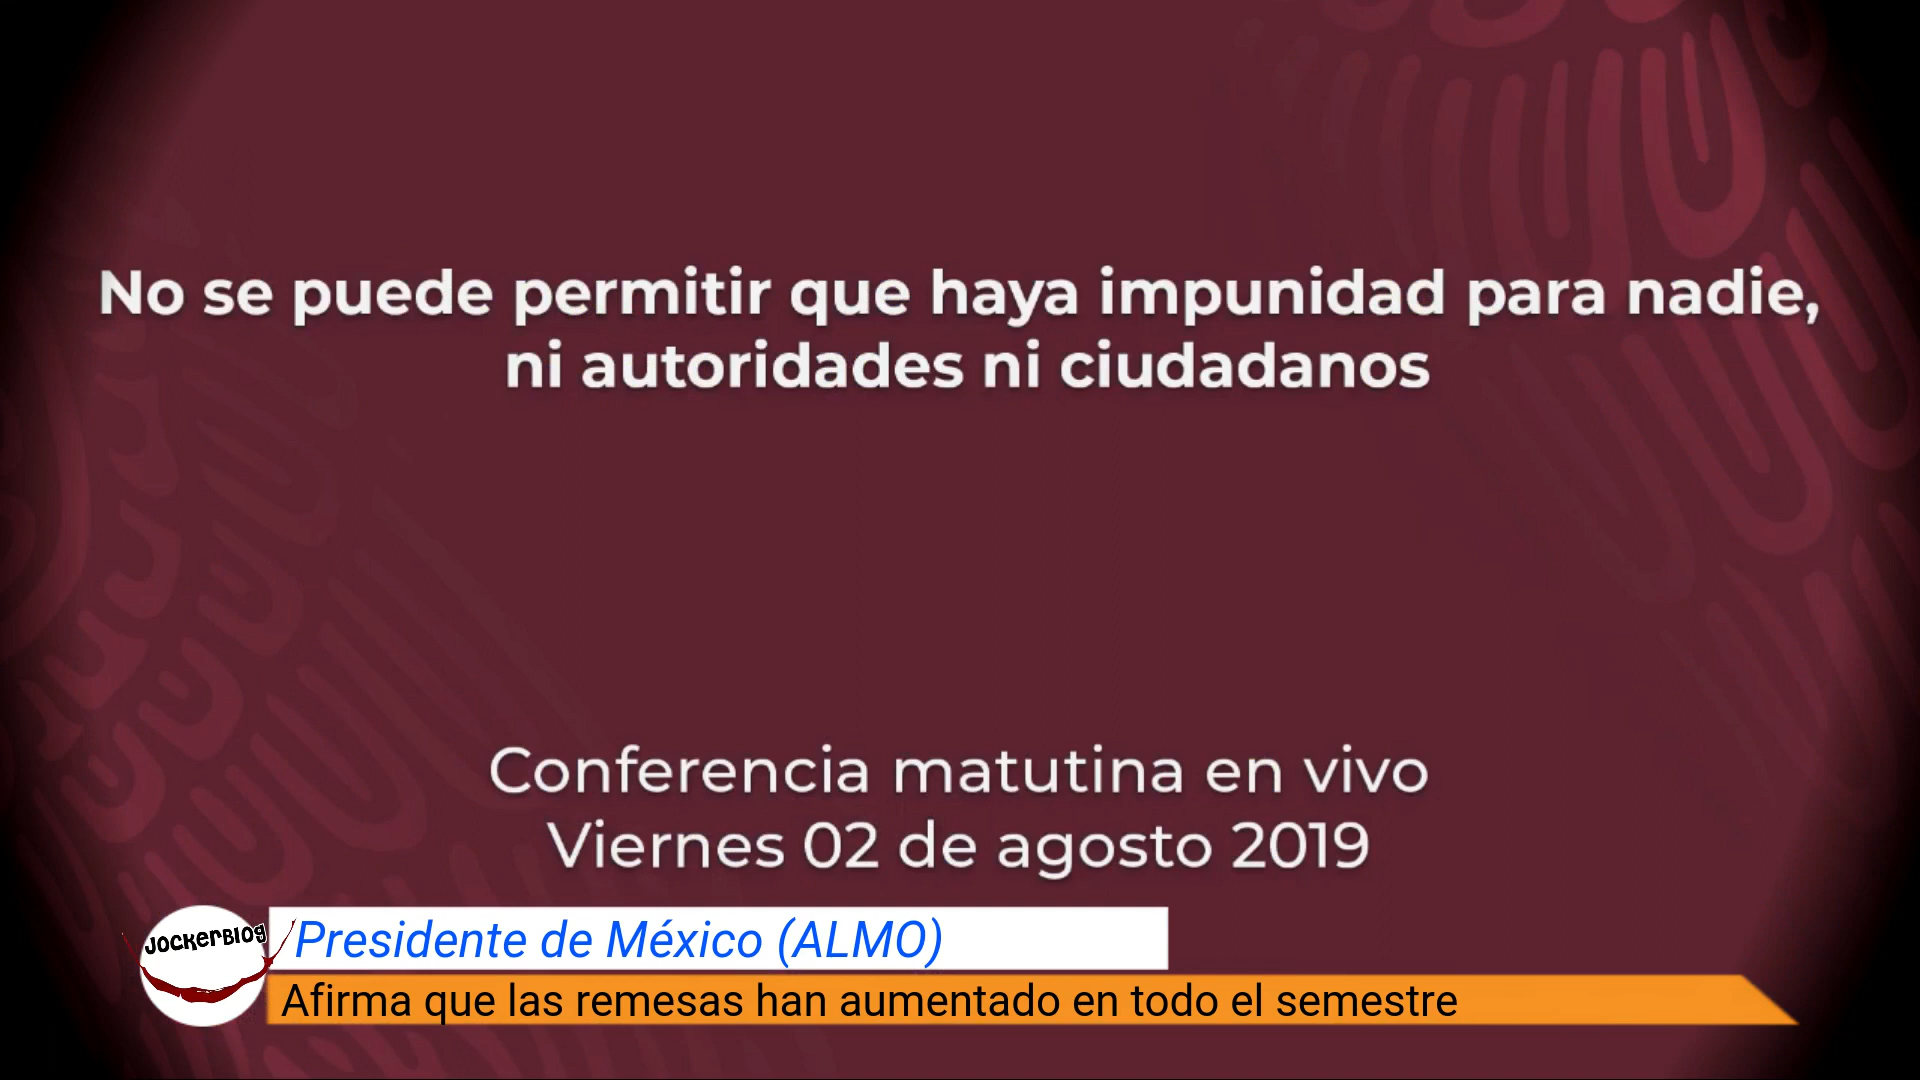 No se puede permitir que haya impunidad para nadie,
ni autoridades ni ciudadanos
Conferencia matutina en vivo
Viernes 02 de agosto 2019
JOCKerBlog
Presidente de México (ALMO)
Afirma que las remesas han aumentado en todo el semestre